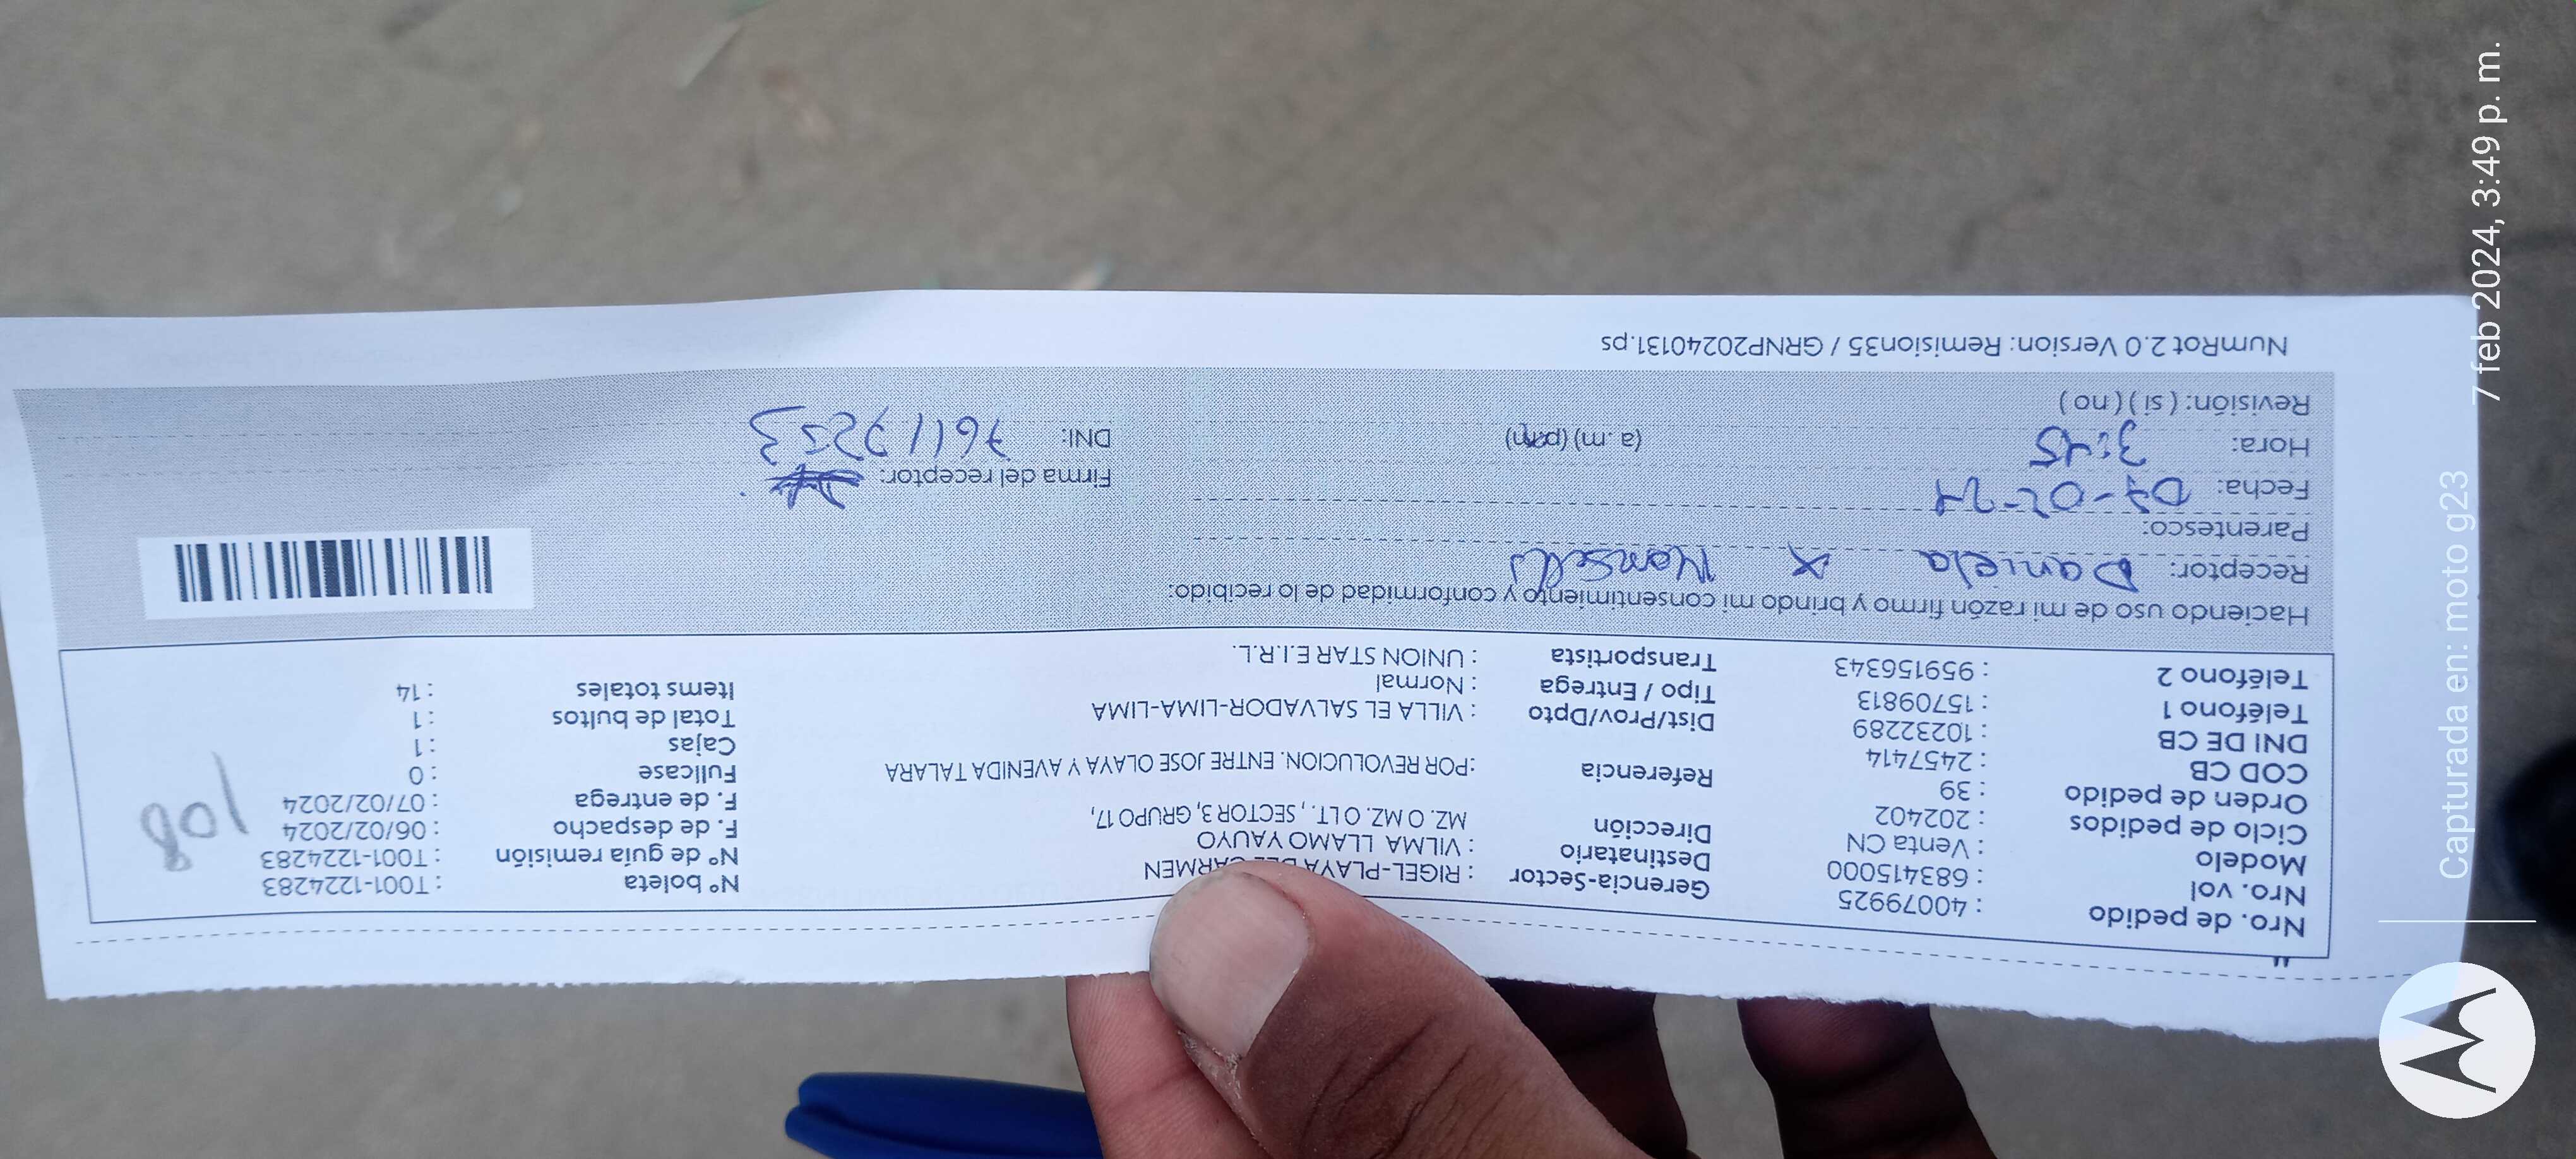 Nro. de pedido : 40079925
Nro. vol : 683415000
Modelo : Venta CN
Ciclo de pedidos : 202402
Orden de pedido : 39
COD CB : 2457414
DNI DE CB : 10232289
Teléfono 1 : 15709813
Teléfono 2 : 959156343
Gerencia-Sector : RIGEL-PLAYA DEL CARMEN
Destinatario : VILMA LLAMO YAUYO
Dirección MZ. O MZ. O LT. , SECTOR 3, GRUPO 17,
Referencia :POR REVOLUCION. ENTRE JOSE OLAYA Y AVENIDA TALARA
Dist/Prov/Dpto : VILLA EL SALVADOR-LIMA-LIMA
Tipo / Entrega : Normal
Transportista : UNION STAR E.I.R.L.
N° boleta : T001-1224283
N° de guía remisión : T001-1224283
F. de despacho : 06/02/2024
F. de entrega : 07/02/2024
Fullcase : 0
Cajas : 1
Total de bultos : 1
Items totales : 14
108
Haciendo uso de mi razón firmo y brindo mi consentimiento y conformidad de lo recibido:
Receptor: Daniela X
Parentesco:
Fecha: 07-02-24
Hora: 3:45 (a.m) (p.m)
Revisión: ( si ) ( no )
Firma del receptor:
DNI: 76117253
NumRot 2.0 Version: Remision35 / GRNP20240131.ps
Capturada en: moto g23
7 feb 2024, 3:49 p. m.